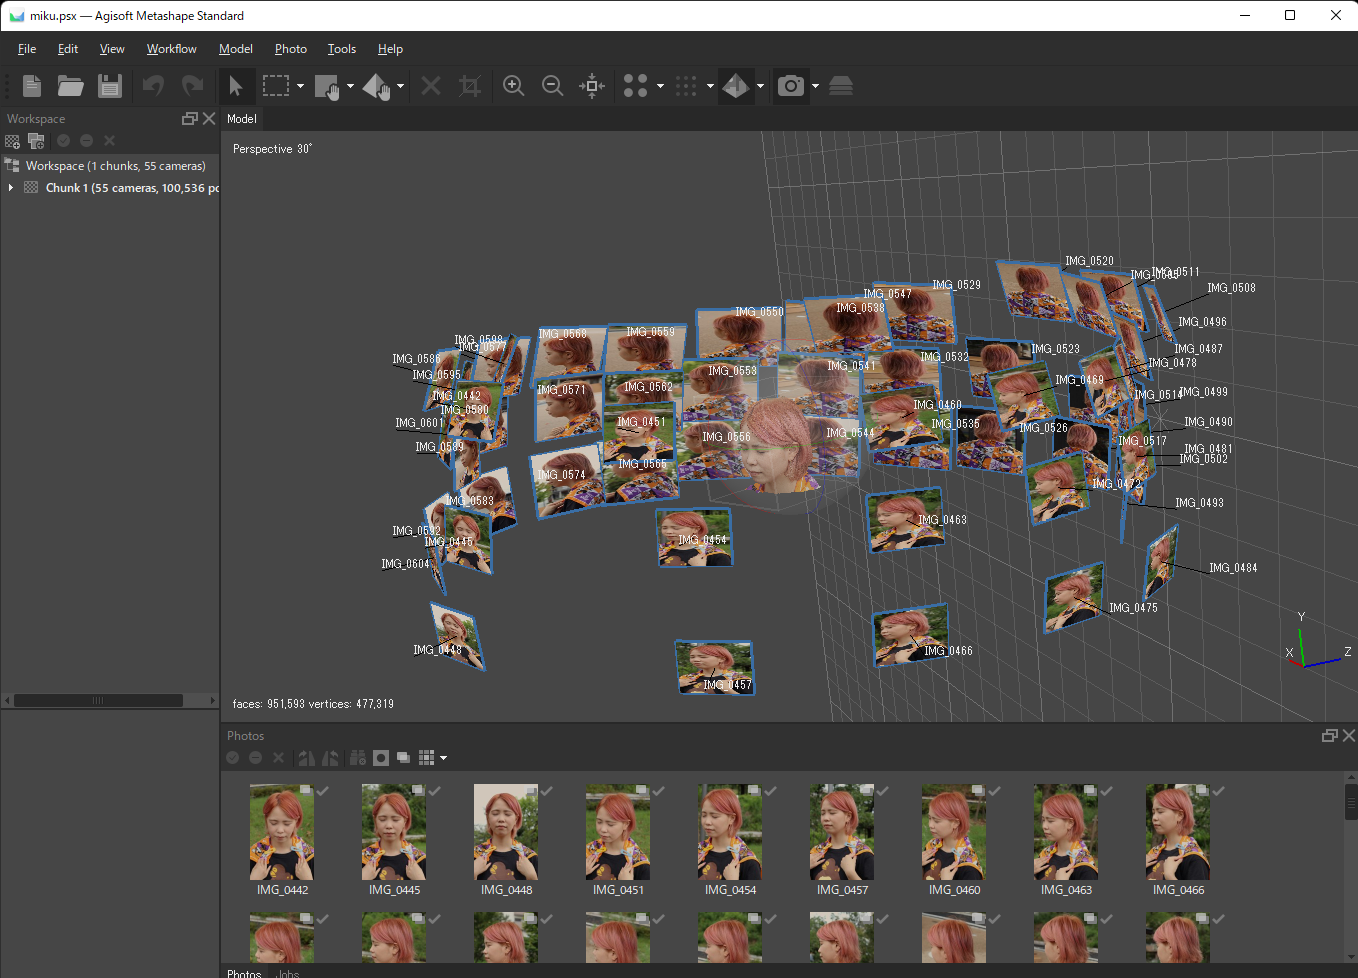 miku.psx — Agisoft Metashape Standard
File Edit View Workflow Model Photo Tools Help
Workspace
Model
Workspace (1 chunks, 55 cameras)
Chunk 1 (55 cameras, 100,536 po
Perspective 30°
IMG_0520
IMG_0511
IMG_0508
IMG_0529
IMG_0547
IMG_0538
IMG_0550
IMG_0496
IMG_0568
IMG_0559
IMG_0598
IMG_0577
IMG_0586
IMG_0523
IMG_0487
IMG_0532
IMG_0478
IMG_0541
IMG_0553
IMG_0595
IMG_0469
IMG_0562
IMG_0571
IMG_0442
IMG_0514
IMG_0499
IMG_0460
IMG_0580
IMG_0601
IMG_0451
IMG_0535
IMG_0526
IMG_0490
IMG_0544
IMG_0556
IMG_0517
IMG_0589
IMG_0481
IMG_0502
IMG_0565
IMG_0574
IMG_0472
IMG_0583
IMG_0493
IMG_0463
IMG_0592
IMG_0445
IMG_0454
IMG_0604
IMG_0484
IMG_0475
IMG_0448
IMG_0466
IMG_0457
Y
X
Z
faces: 951,593 vertices: 477,319
Photos
IMG_0442 IMG_0445 IMG_0448 IMG_0451 IMG_0454 IMG_0457 IMG_0460 IMG_0463 IMG_0466
Photos Jobs